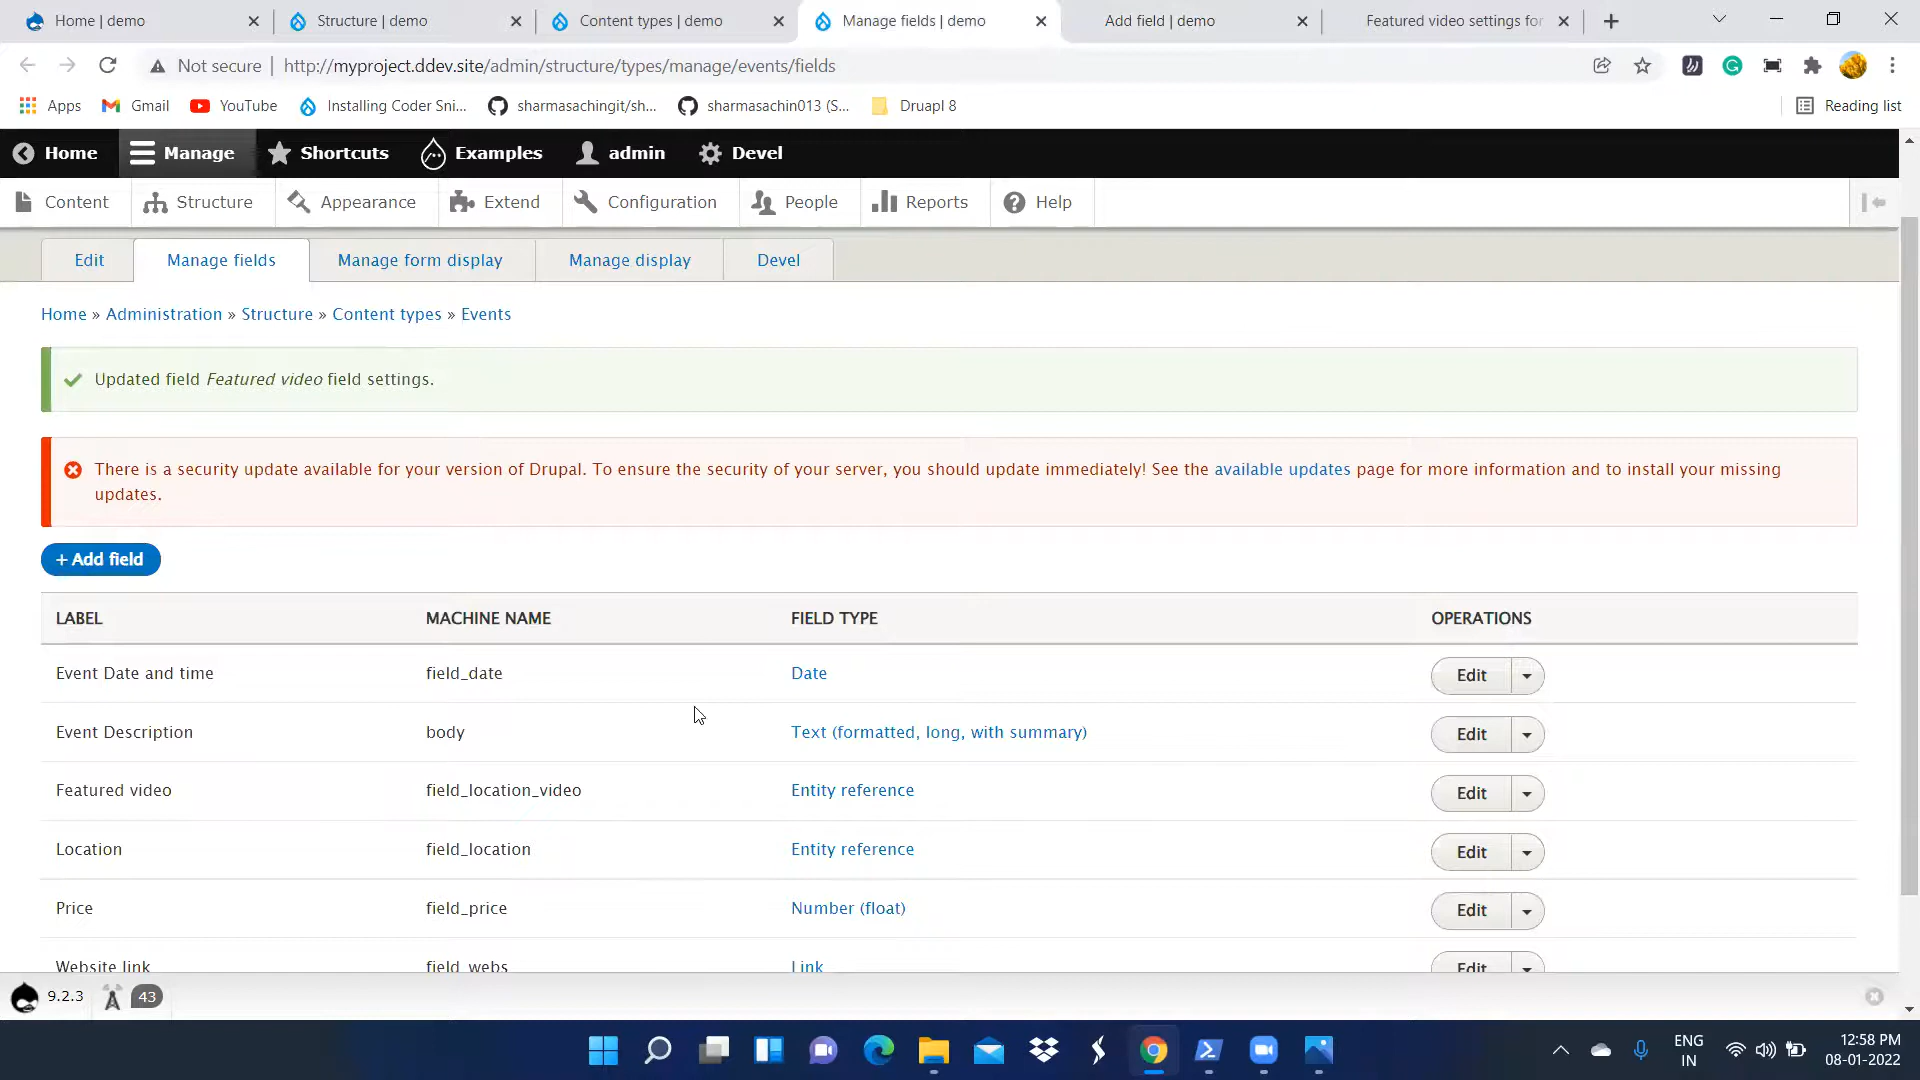 Home | demo
Structure | demo
Content types | demo
Manage fields | demo
Add field | demo
Featured video settings for
Not secure
http://myproject.ddev.site/admin/structure/types/manage/events/fields
Apps
Gmail
YouTube
Installing Coder Sni...
sharmasachingit/sh...
sharmasachin013 (S...
Druapl 8
Reading list
Home
Manage
Shortcuts
Examples
admin
Devel
Content
Structure
Appearance
Extend
Configuration
People
Reports
Help
Edit
Manage fields
Manage form display
Manage display
Devel
Home » Administration » Structure » Content types » Events
Updated field Featured video field settings.
There is a security update available for your version of Drupal. To ensure the security of your server, you should update immediately! See the available updates page for more information and to install your missing
updates.
+ Add field
LABEL MACHINE NAME FIELD TYPE OPERATIONS
Event Date and time field_date Date Edit
Event Description body Text (formatted, long, with summary) Edit
Featured video field_location_video Entity reference Edit
Location field_location Entity reference Edit
Price field_price Number (float) Edit
Website link field_webs Link Edit
9.2.3
43
ENG
IN
12:58 PM
08-01-2022